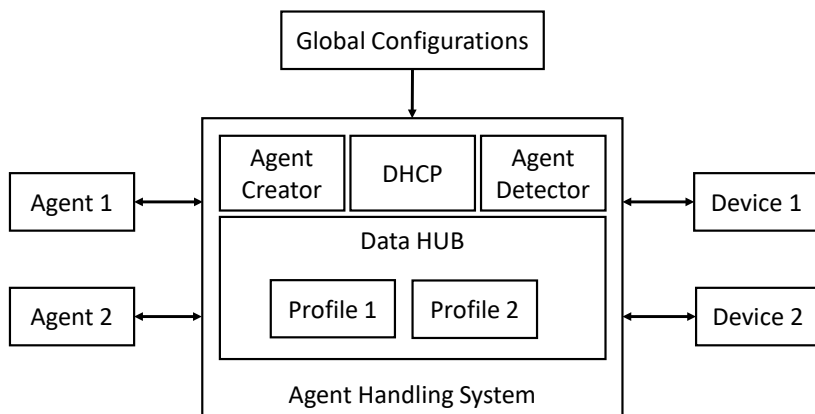 Global Configurations
Agent Creator
DHCP
Agent Detector
Agent 1
Device 1
Data HUB
Agent 2
Profile 1
Profile 2
Device 2
Agent Handling System